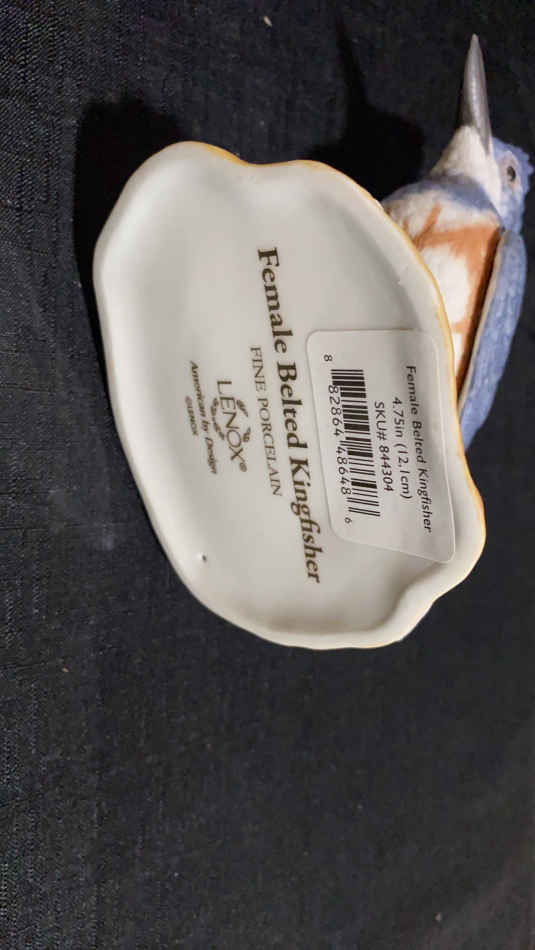 Female Belted Kingfisher
4.75in (12.1cm)
SKU# 844304
8 82864 48648 6
Female Belted Kingfisher
FINE PORCELAIN
LENOX®
American by Design
©LENOX